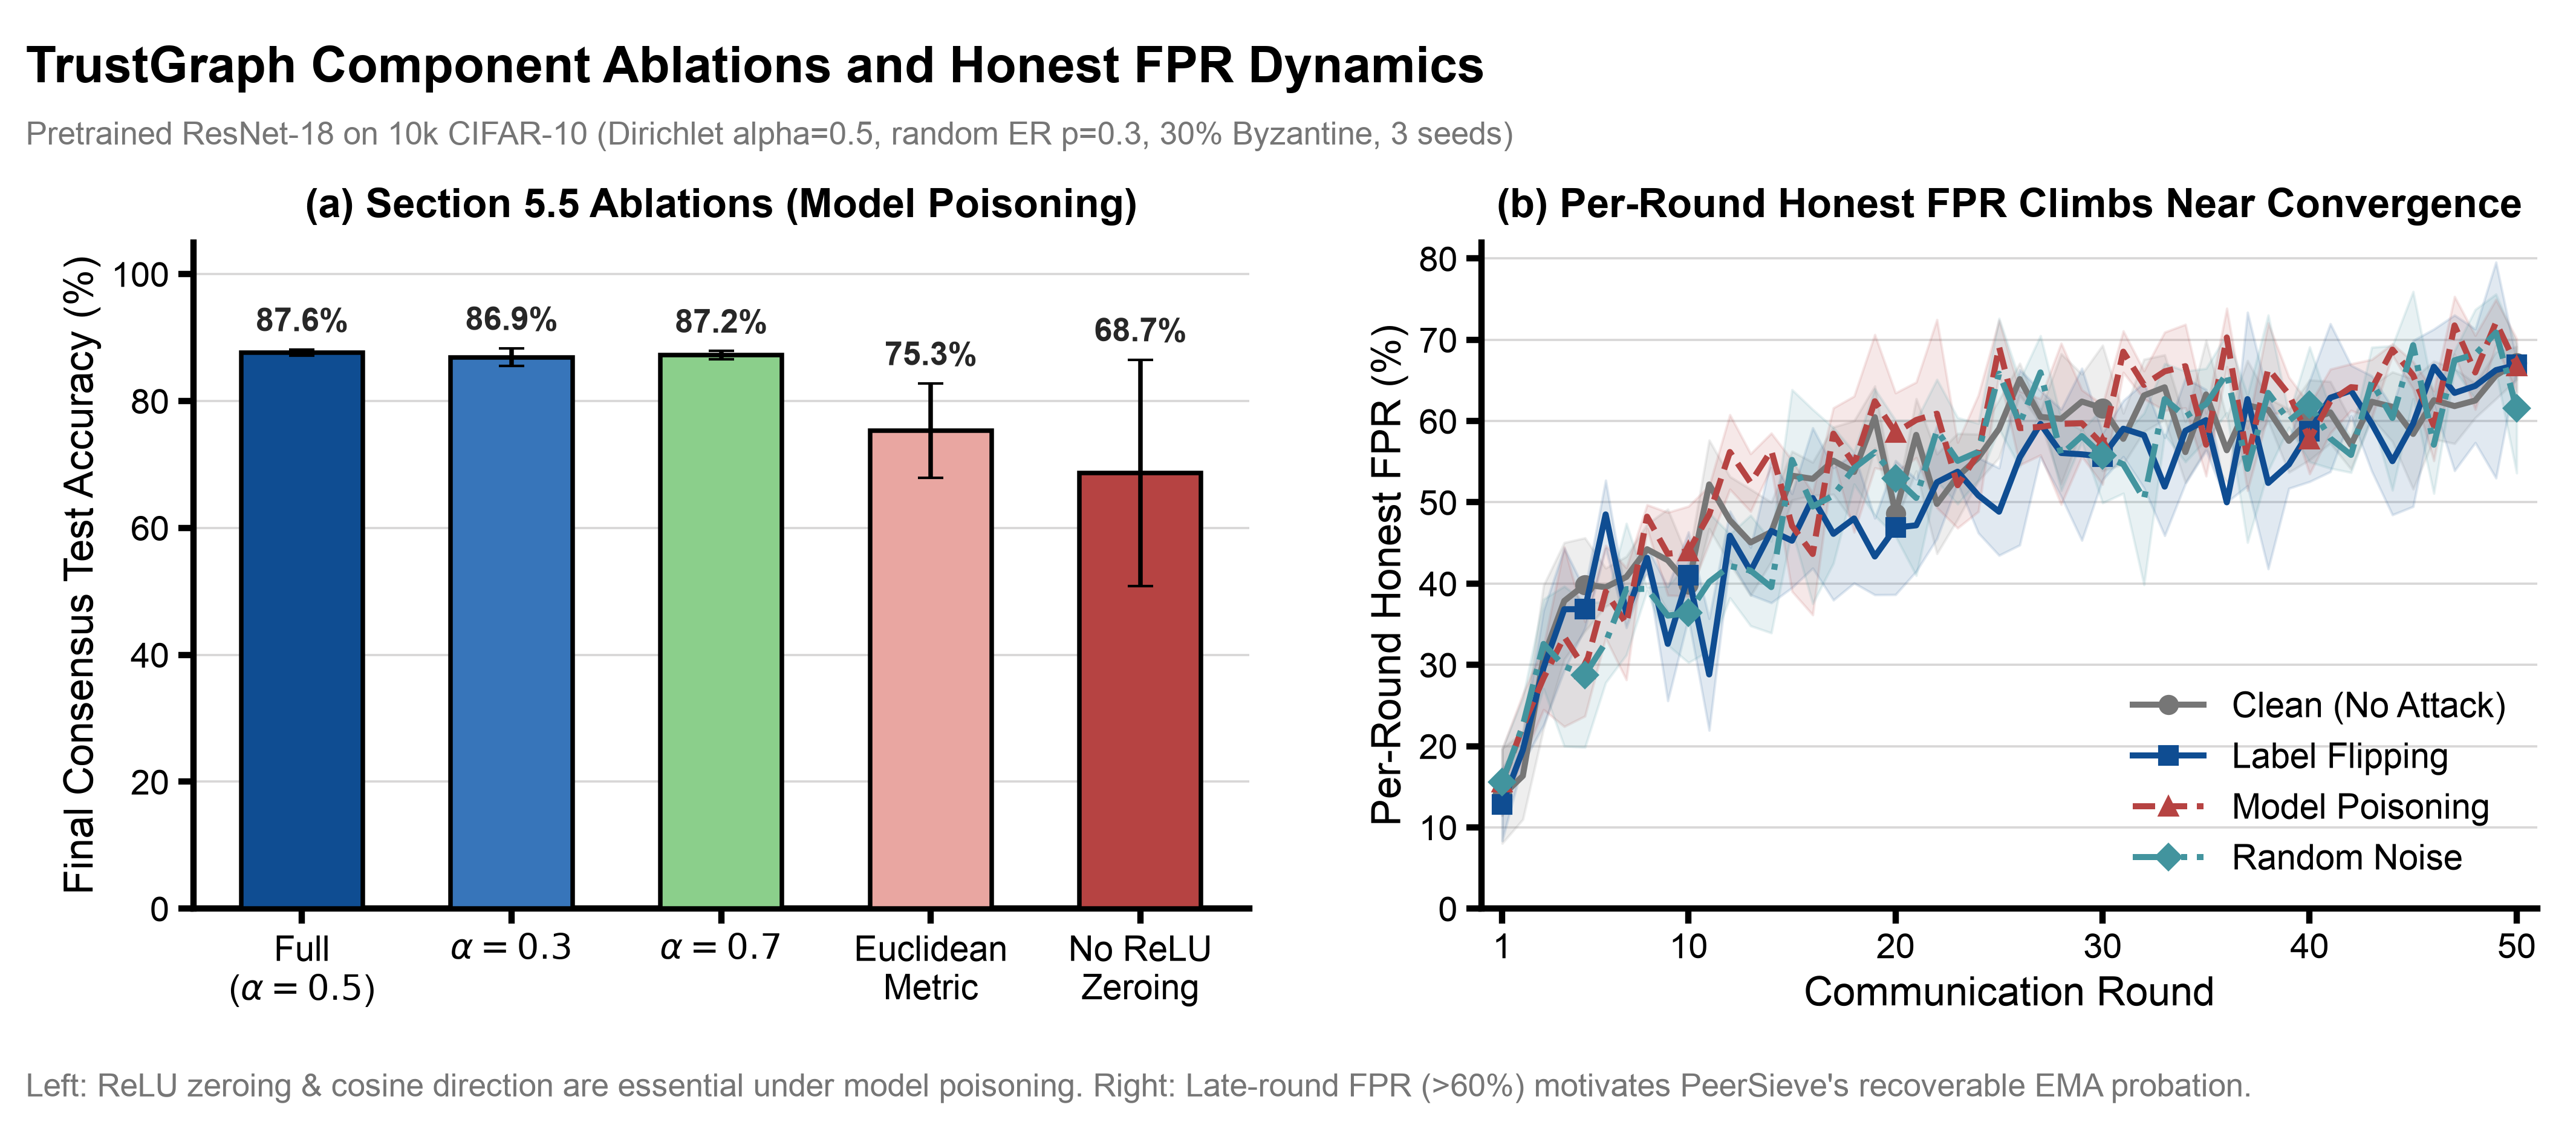 TrustGraph Component Ablations and Honest FPR Dynamics
Pretrained ResNet-18 on 10k CIFAR-10 (Dirichlet alpha=0.5, random ER p=0.3, 30% Byzantine, 3 seeds)
(a) Section 5.5 Ablations (Model Poisoning)
Final Consensus Test Accuracy (%)
100
80
60
40
20
0
87.6%
86.9%
87.2%
75.3%
68.7%
Full
(α = 0.5)
α = 0.3
α = 0.7
Euclidean
Metric
No ReLU
Zeroing
(b) Per-Round Honest FPR Climbs Near Convergence
Per-Round Honest FPR (%)
80
70
60
50
40
30
20
10
0
Clean (No Attack)
Label Flipping
Model Poisoning
Random Noise
1
10
20
30
40
50
Communication Round
Left: ReLU zeroing & cosine direction are essential under model poisoning. Right: Late-round FPR (>60%) motivates PeerSieve's recoverable EMA probation.